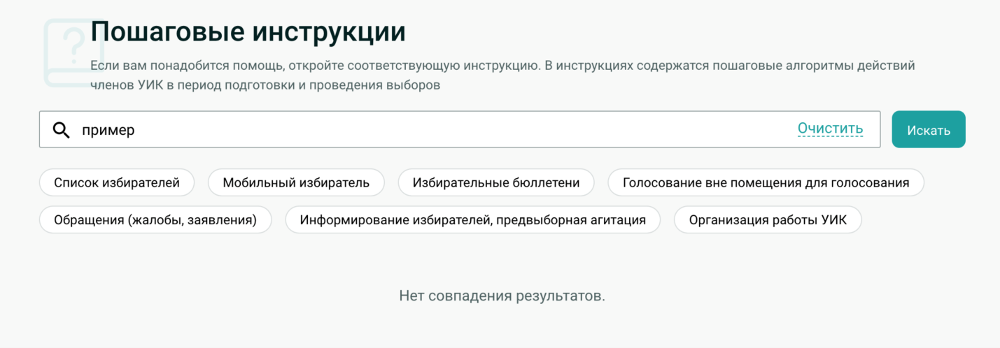 Пошаговые инструкции
Если вам понадобится помощь, откройте соответствующую инструкцию. В инструкциях содержатся пошаговые алгоритмы действий
членов УИК в период подготовки и проведения выборов
пример
Очистить
Искать
Список избирателей
Мобильный избиратель
Избирательные бюллетени
Голосование вне помещения для голосования
Обращения (жалобы, заявления)
Информирование избирателей, предвыборная агитация
Организация работы УИК
Нет совпадения результатов.